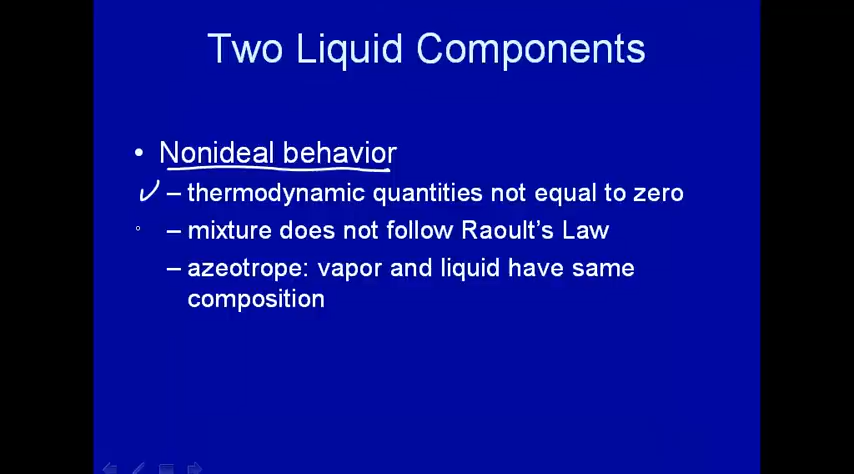 Two Liquid Components
• Nonideal behavior
– thermodynamic quantities not equal to zero
– mixture does not follow Raoult's Law
– azeotrope: vapor and liquid have same
composition